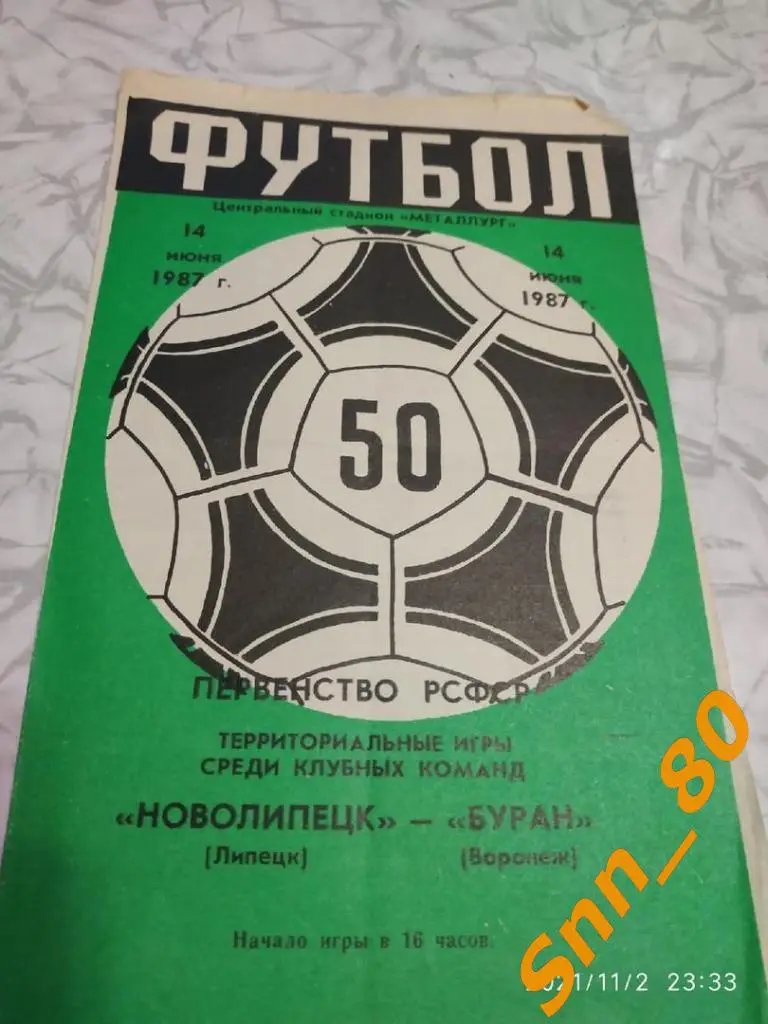 ФУТБОЛ
Центральный стадион «МЕТАЛЛУРГ»
14
июня
1987 г.
14
июня
1987 г.
50
ПЕРВЕНСТВО РСФСР
ТЕРРИТОРИАЛЬНЫЕ ИГРЫ
СРЕДИ КЛУБНЫХ КОМАНД
«НОВОЛИПЕЦК» — «БУРАН»
(Липецк) (Воронеж)
Начало игры в 16 часов.
Snn_80
2021/11/2 23:33